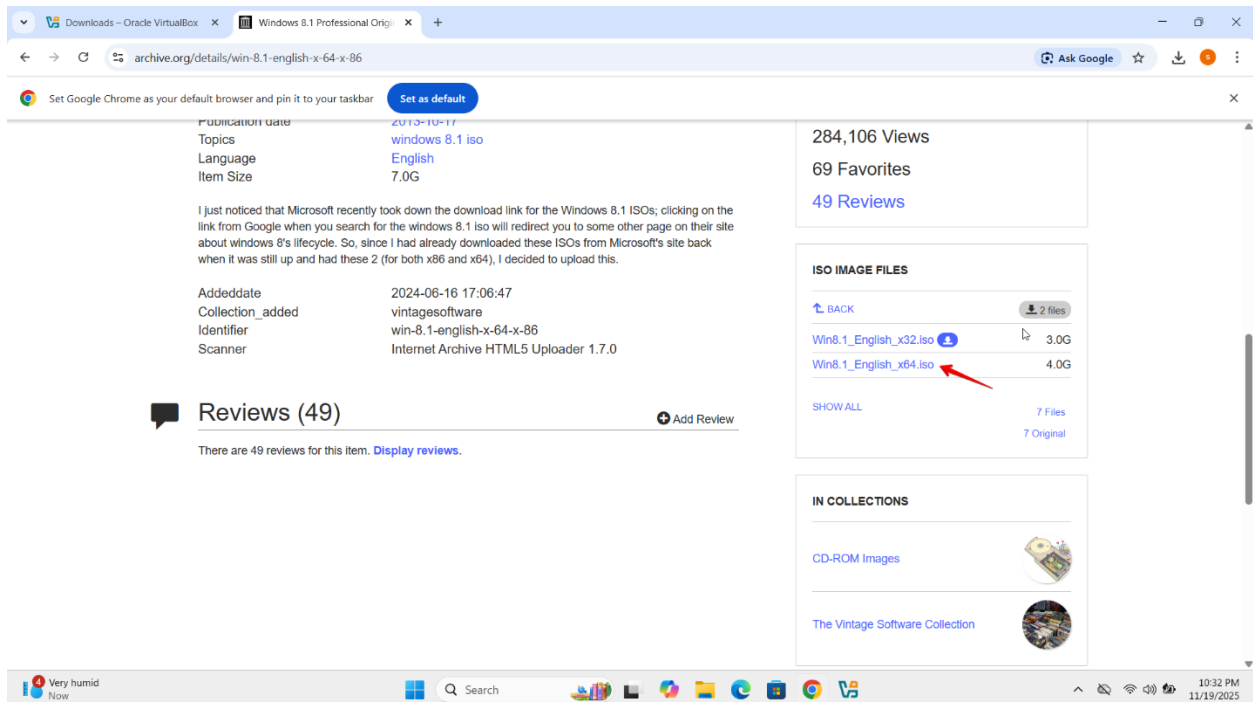 Downloads – Oracle VirtualBox
Windows 8.1 Professional Origi
archive.org/details/win-8.1-english-x-64-x-86
Ask Google
S
Set Google Chrome as your default browser and pin it to your taskbar
Set as default
Publication date 2013-10-17
Topics windows 8.1 iso
Language English
Item Size 7.0G
I just noticed that Microsoft recently took down the download link for the Windows 8.1 ISOs; clicking on the
link from Google when you search for the windows 8.1 iso will redirect you to some other page on their site
about windows 8's lifecycle. So, since I had already downloaded these ISOs from Microsoft's site back
when it was still up and had these 2 (for both x86 and x64), I decided to upload this.
Addeddate 2024-06-16 17:06:47
Collection_added vintagesoftware
Identifier win-8.1-english-x-64-x-86
Scanner Internet Archive HTML5 Uploader 1.7.0
Reviews (49)
Add Review
There are 49 reviews for this item. Display reviews.
284,106 Views
69 Favorites
49 Reviews
ISO IMAGE FILES
BACK 2 files
Win8.1_English_x32.iso 3.0G
Win8.1_English_x64.iso 4.0G
SHOW ALL 7 Files
7 Original
IN COLLECTIONS
CD-ROM Images
The Vintage Software Collection
4
Very humid
Now
Search
10:32 PM
11/19/2025